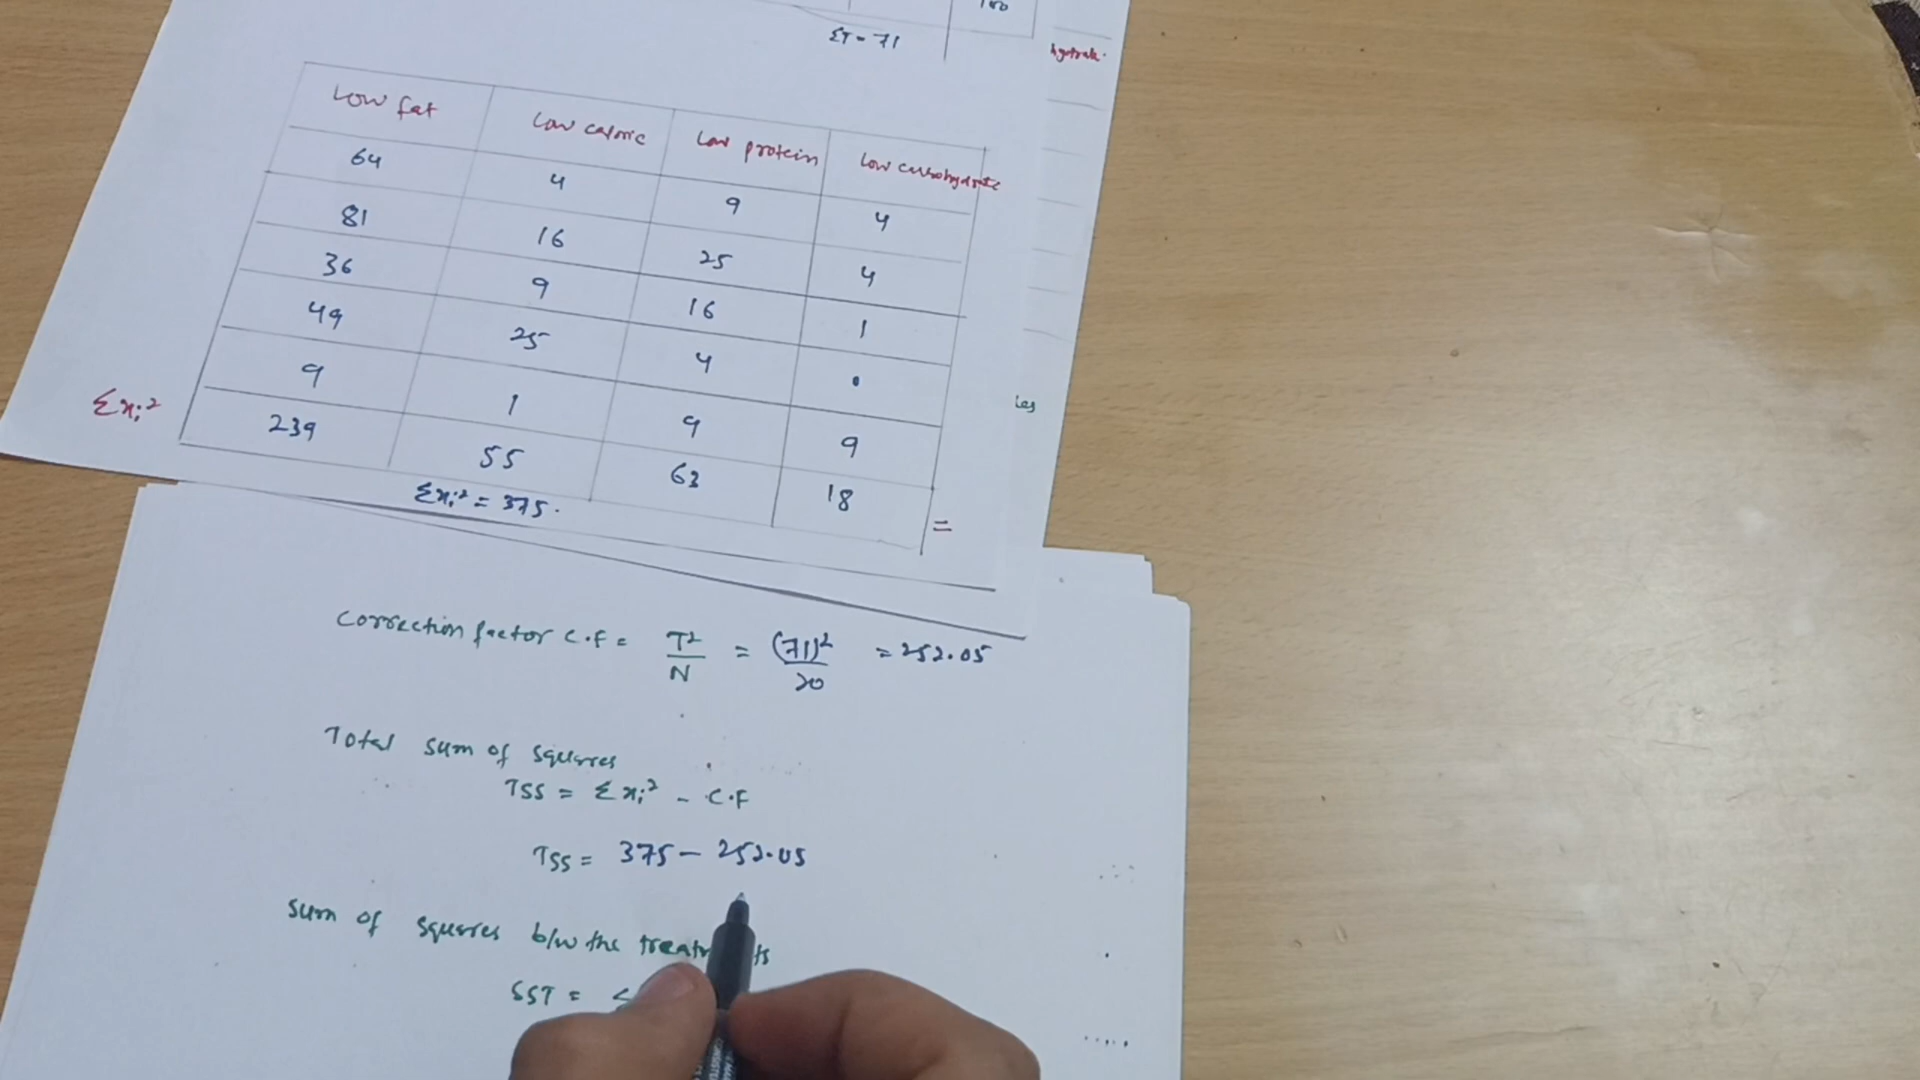 100
ΣT = 71
hydrate.
Low fat Low caloric Low protein Low carbohydrate
64 4 9 4
81 16 25 4
36 9 16 1
49 25 4 0
9 1 9 9
Σxi² 239 55 63 18 =
Σxi² = 375.
Correction factor C.F = T²/N = (71)²/20 = 252.05
Total sum of squares
TSS = Σxi² - C.F
TSS = 375 - 252.05
Sum of squares b/w the
SST =